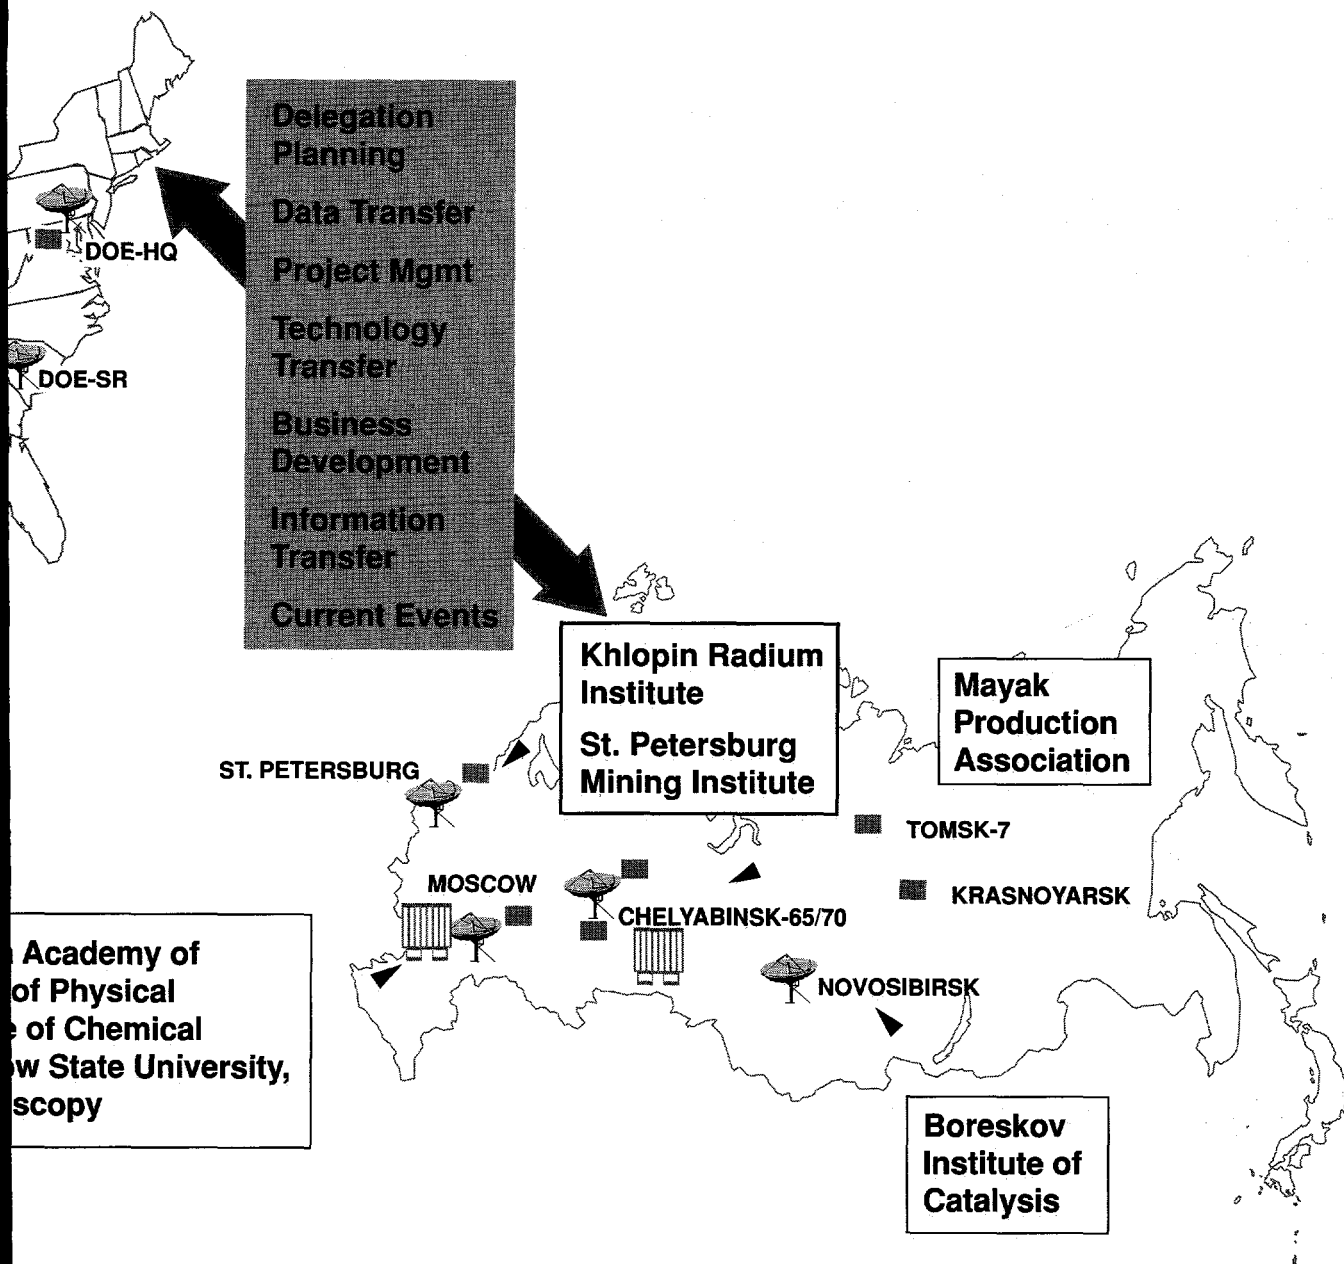 Delegation
Planning
Data Transfer
Project Mgmt
Technology
Transfer
Business
Development
Information
Transfer
Current Events
DOE-HQ
DOE-SR
Khlopin Radium
Institute
St. Petersburg
Mining Institute
Mayak
Production
Association
ST. PETERSBURG
TOMSK-7
MOSCOW
KRASNOYARSK
CHELYABINSK-65/70
NOVOSIBIRSK
Academy of
of Physical
of Chemical
State University,
Boreskov
Institute of
Catalysis